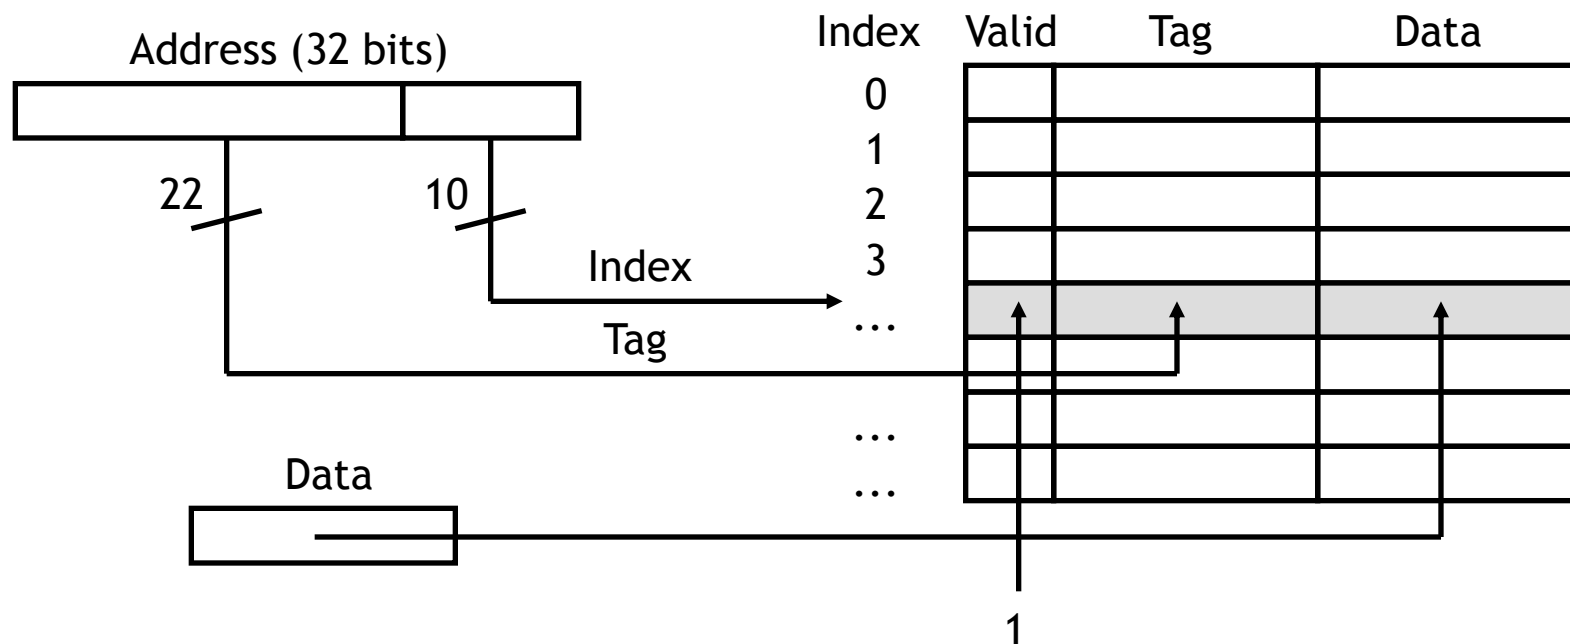 Address (32 bits)
Index Valid Tag Data
0
1
2
3
...
...
...
22
10
Index
Tag
Data
1